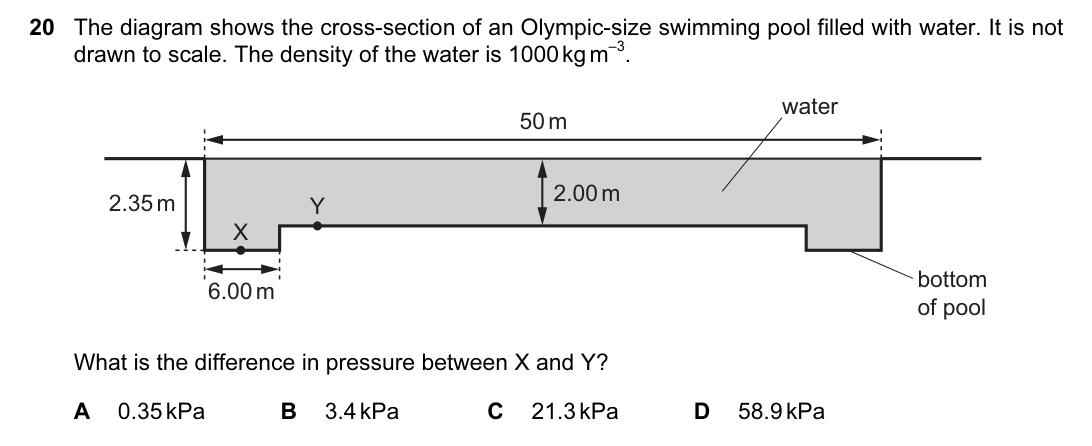 20 The diagram shows the cross-section of an Olympic-size swimming pool filled with water. It is not
drawn to scale. The density of the water is 1000 kg m⁻³.
water
50 m
2.35 m
2.00 m
Y
X
6.00 m
bottom
of pool
What is the difference in pressure between X and Y?
A 0.35 kPa B 3.4 kPa C 21.3 kPa D 58.9 kPa